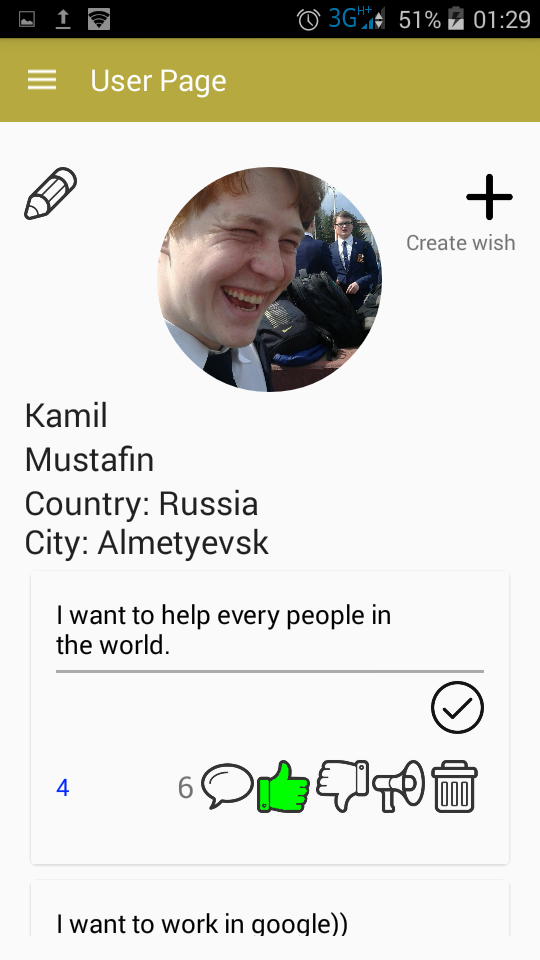 3G H+ 51% 01:29
User Page
Create wish
Kamil
Mustafin
Country: Russia
City: Almetyevsk
I want to help every people in
the world.
4 6
I want to work in google))